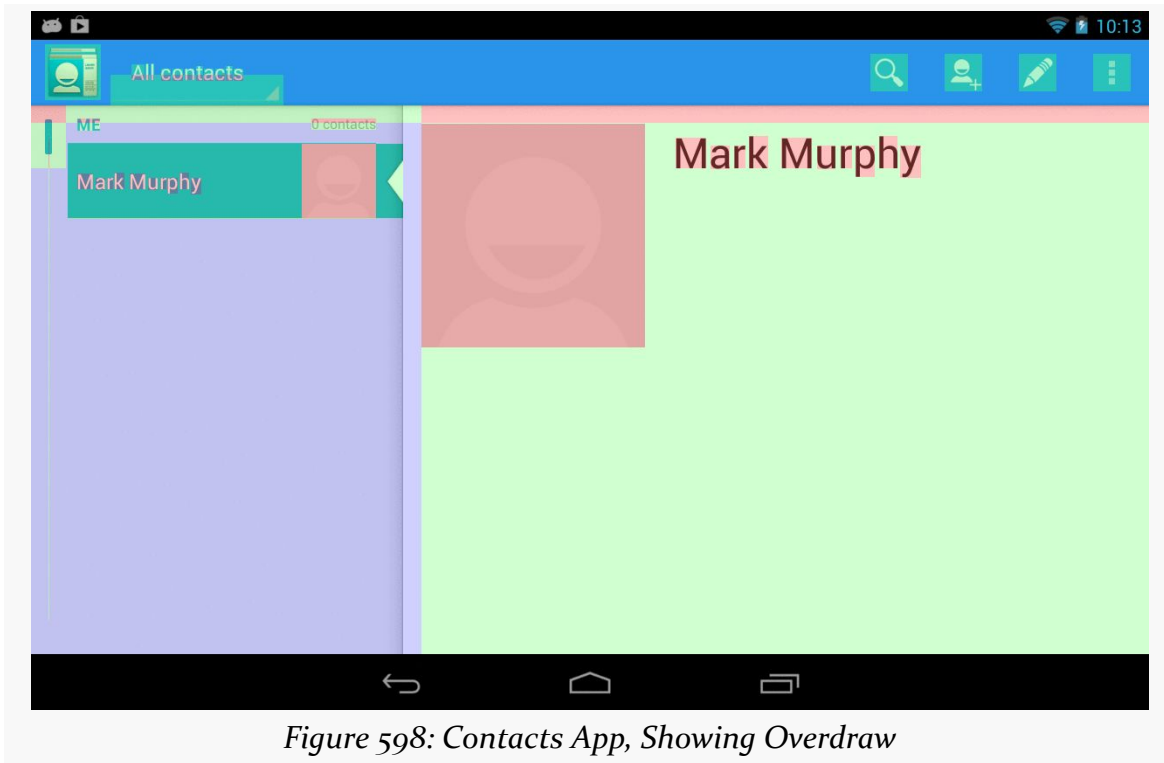 10:13
All contacts
ME 0 contacts
Mark Murphy
Mark Murphy
Figure 598: Contacts App, Showing Overdraw